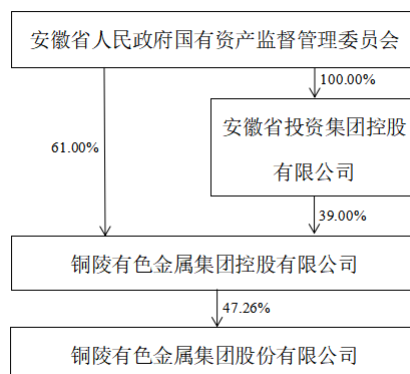 安徽省人民政府国有资产监督管理委员会
100.00%
安徽省投资集团控股
有限公司
61.00%
39.00%
铜陵有色金属集团控股有限公司
47.26%
铜陵有色金属集团股份有限公司